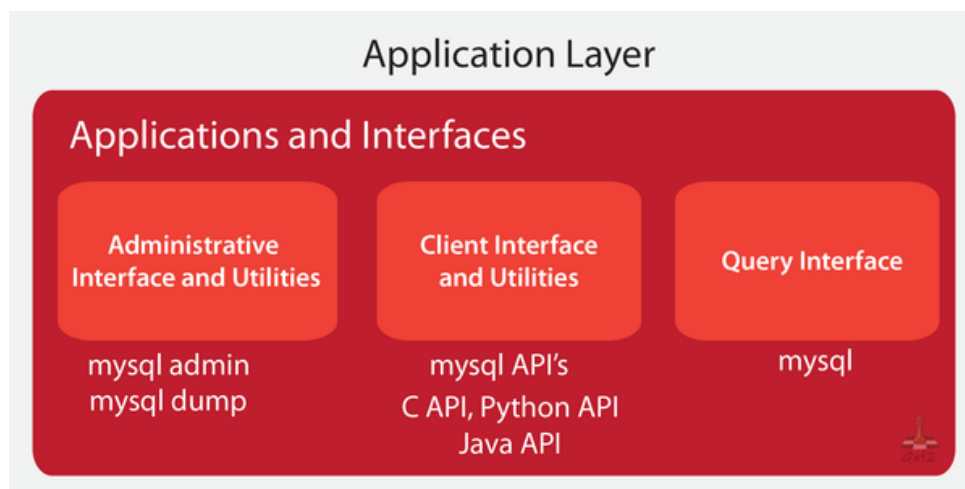 Application Layer
Applications and Interfaces
Administrative
Interface and Utilities
mysql admin
mysql dump
Client Interface
and Utilities
mysql API's
C API, Python API
Java API
Query Interface
mysql